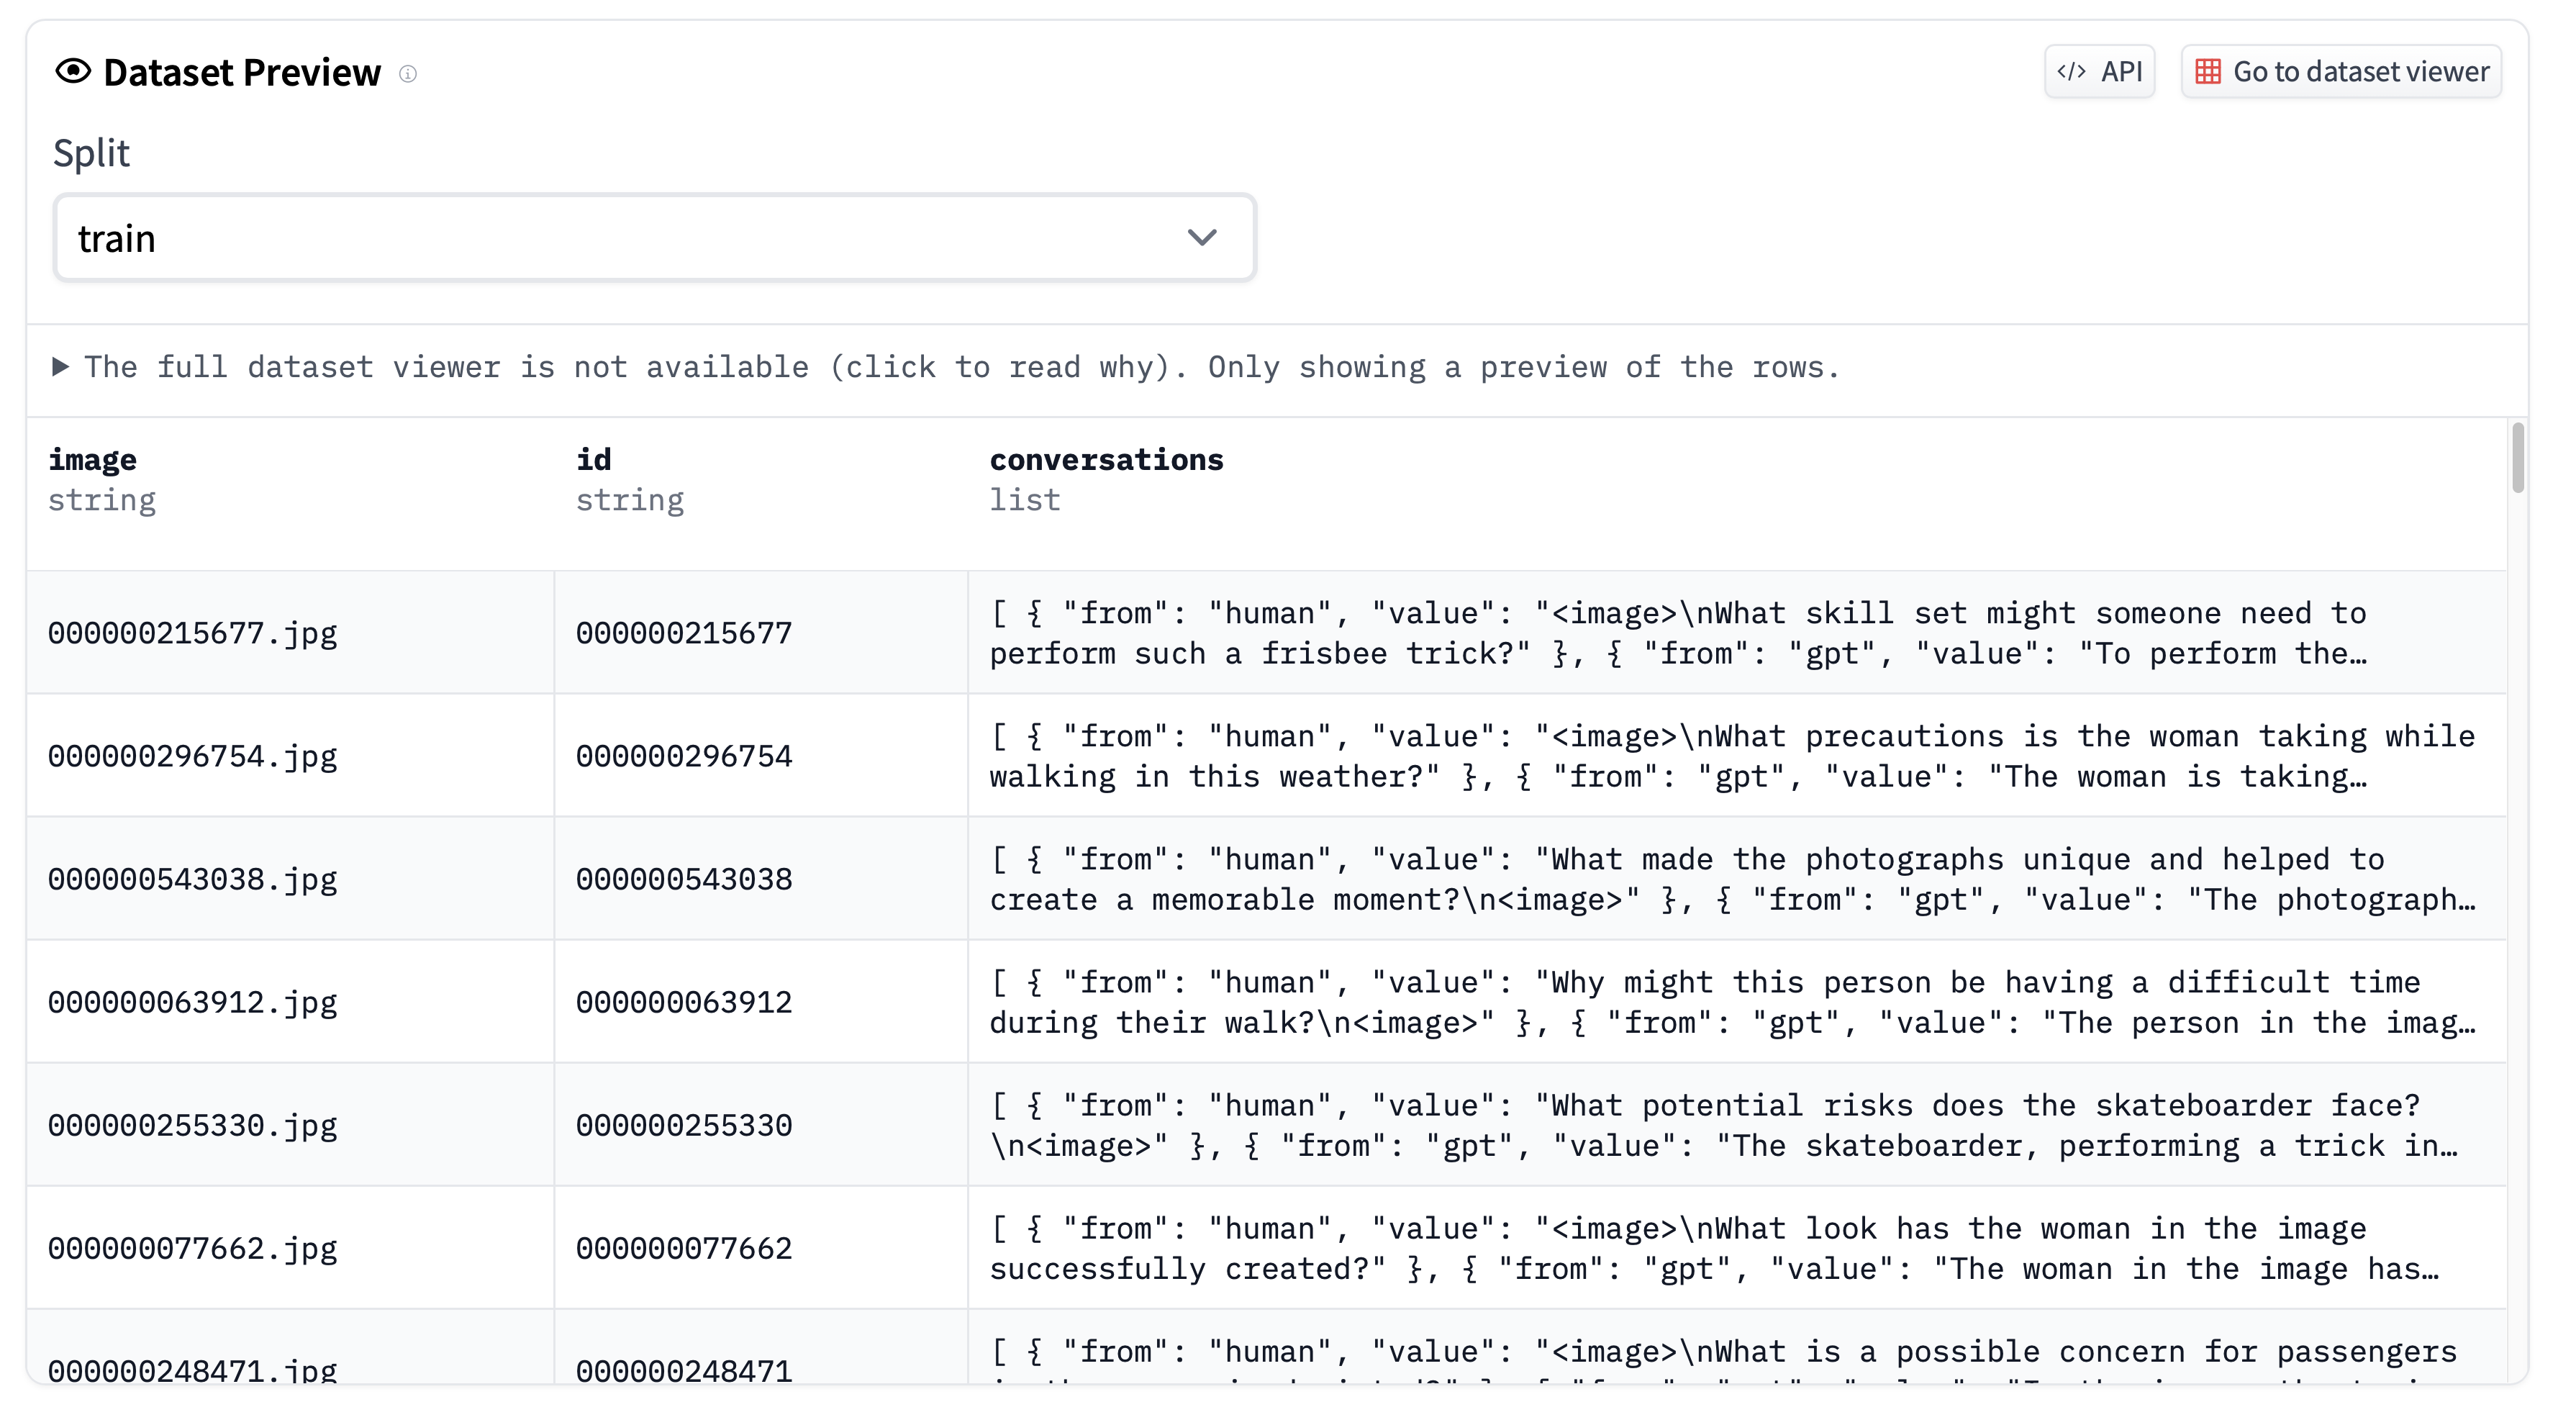 Dataset Preview
</> API
Go to dataset viewer
Split
train
The full dataset viewer is not available (click to read why). Only showing a preview of the rows.
image id conversations
string string list
000000215677.jpg 000000215677 [ { "from": "human", "value": "<image>\nWhat skill set might someone need to
perform such a frisbee trick?" }, { "from": "gpt", "value": "To perform the…
000000296754.jpg 000000296754 [ { "from": "human", "value": "<image>\nWhat precautions is the woman taking while
walking in this weather?" }, { "from": "gpt", "value": "The woman is taking…
000000543038.jpg 000000543038 [ { "from": "human", "value": "What made the photographs unique and helped to
create a memorable moment?\n<image>" }, { "from": "gpt", "value": "The photograph…
000000063912.jpg 000000063912 [ { "from": "human", "value": "Why might this person be having a difficult time
during their walk?\n<image>" }, { "from": "gpt", "value": "The person in the imag…
000000255330.jpg 000000255330 [ { "from": "human", "value": "What potential risks does the skateboarder face?
\n<image>" }, { "from": "gpt", "value": "The skateboarder, performing a trick in…
000000077662.jpg 000000077662 [ { "from": "human", "value": "<image>\nWhat look has the woman in the image
successfully created?" }, { "from": "gpt", "value": "The woman in the image has…
000000248471.jpg 000000248471 [ { "from": "human", "value": "<image>\nWhat is a possible concern for passengers